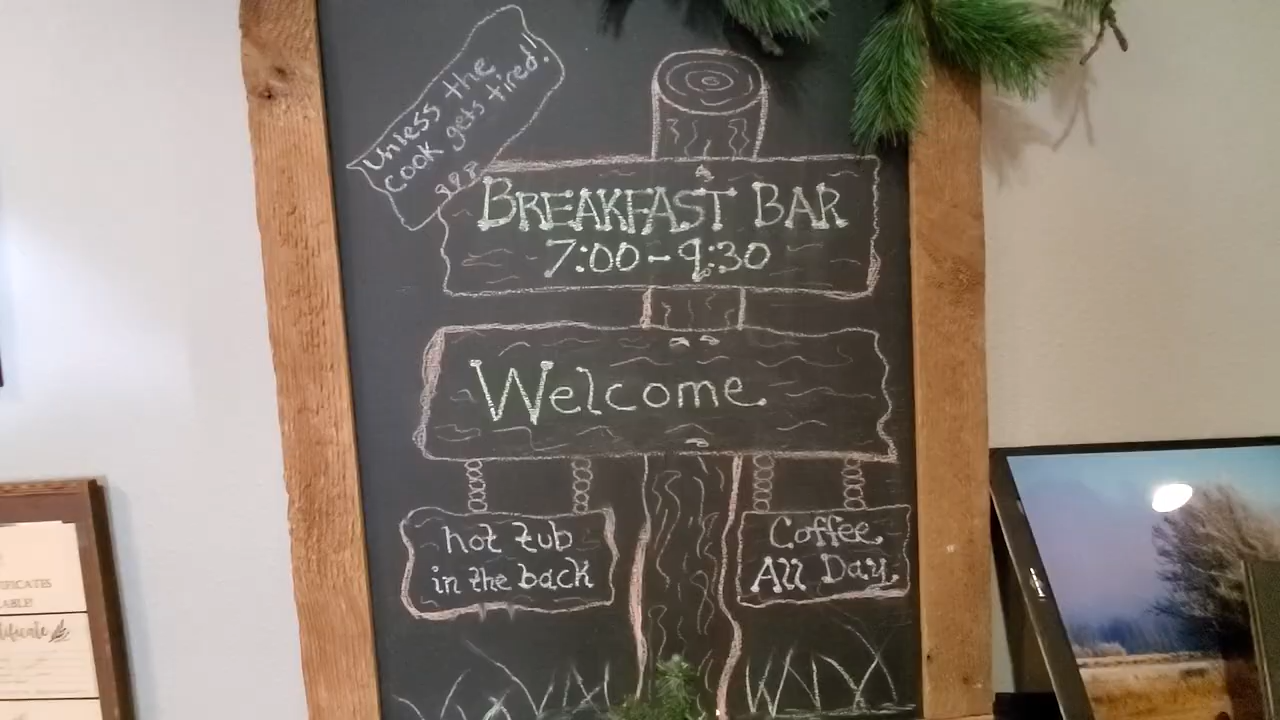 Unless the
cook gets tired!
BREAKFAST BAR
7:00-9:30
Welcome
hot tub
in the back
Coffee
All Day